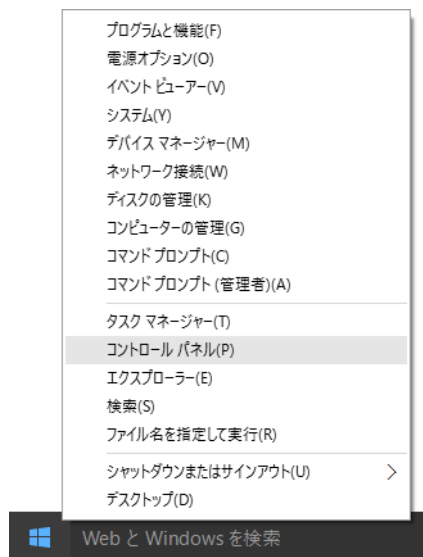 プログラムと機能(F)
電源オプション(O)
イベント ビューアー(V)
システム(Y)
デバイス マネージャー(M)
ネットワーク接続(W)
ディスクの管理(K)
コンピューターの管理(G)
コマンド プロンプト(C)
コマンド プロンプト (管理者)(A)
タスク マネージャー(T)
コントロール パネル(P)
エクスプローラー(E)
検索(S)
ファイル名を指定して実行(R)
シャットダウンまたはサインアウト(U)
デスクトップ(D)
Web と Windows を検索